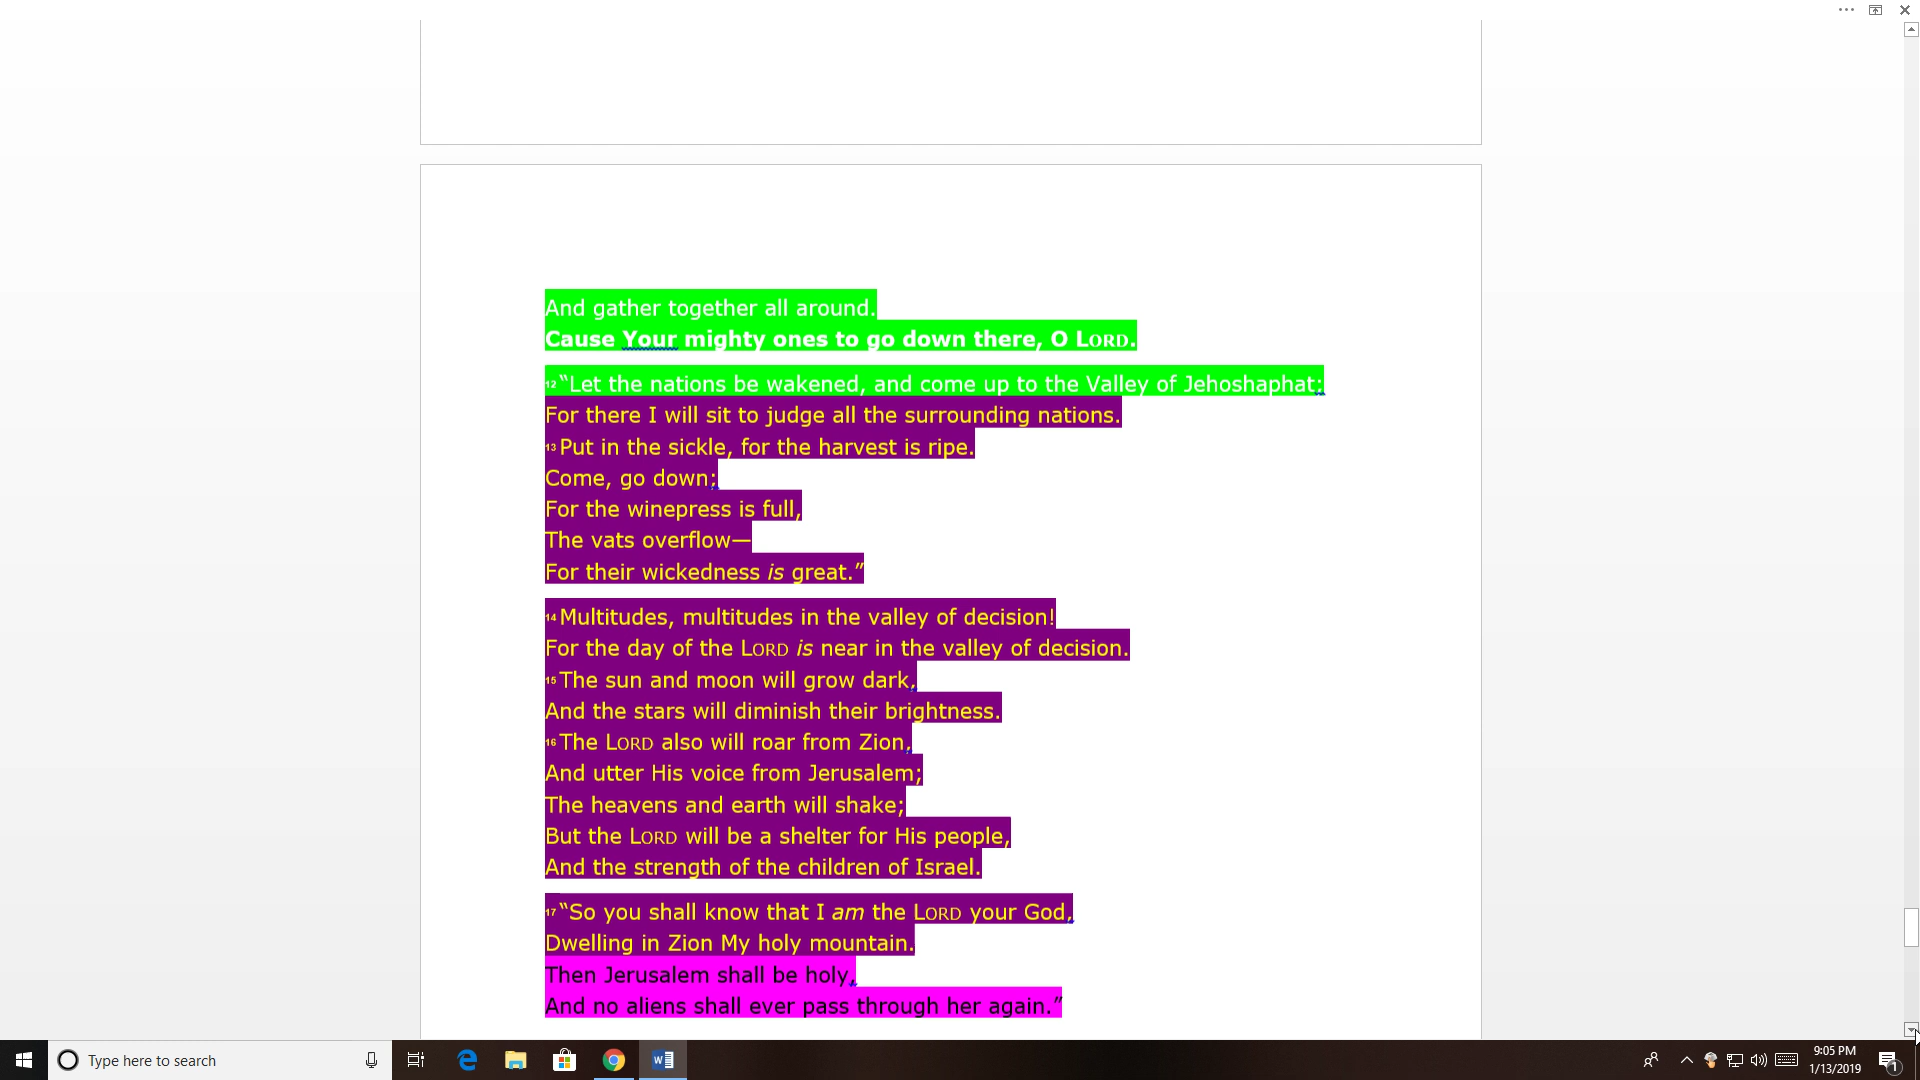 And gather together all around.
Cause Your mighty ones to go down there, O LORD.
12 “Let the nations be wakened, and come up to the Valley of Jehoshaphat;
For there I will sit to judge all the surrounding nations.
13 Put in the sickle, for the harvest is ripe.
Come, go down;
For the winepress is full,
The vats overflow—
For their wickedness is great.”
14 Multitudes, multitudes in the valley of decision!
For the day of the LORD is near in the valley of decision.
15 The sun and moon will grow dark,
And the stars will diminish their brightness.
16 The LORD also will roar from Zion,
And utter His voice from Jerusalem;
The heavens and earth will shake;
But the LORD will be a shelter for His people,
And the strength of the children of Israel.
17 “So you shall know that I am the LORD your God,
Dwelling in Zion My holy mountain.
Then Jerusalem shall be holy,
And no aliens shall ever pass through her again.”
Type here to search
9:05 PM
1/13/2019
1